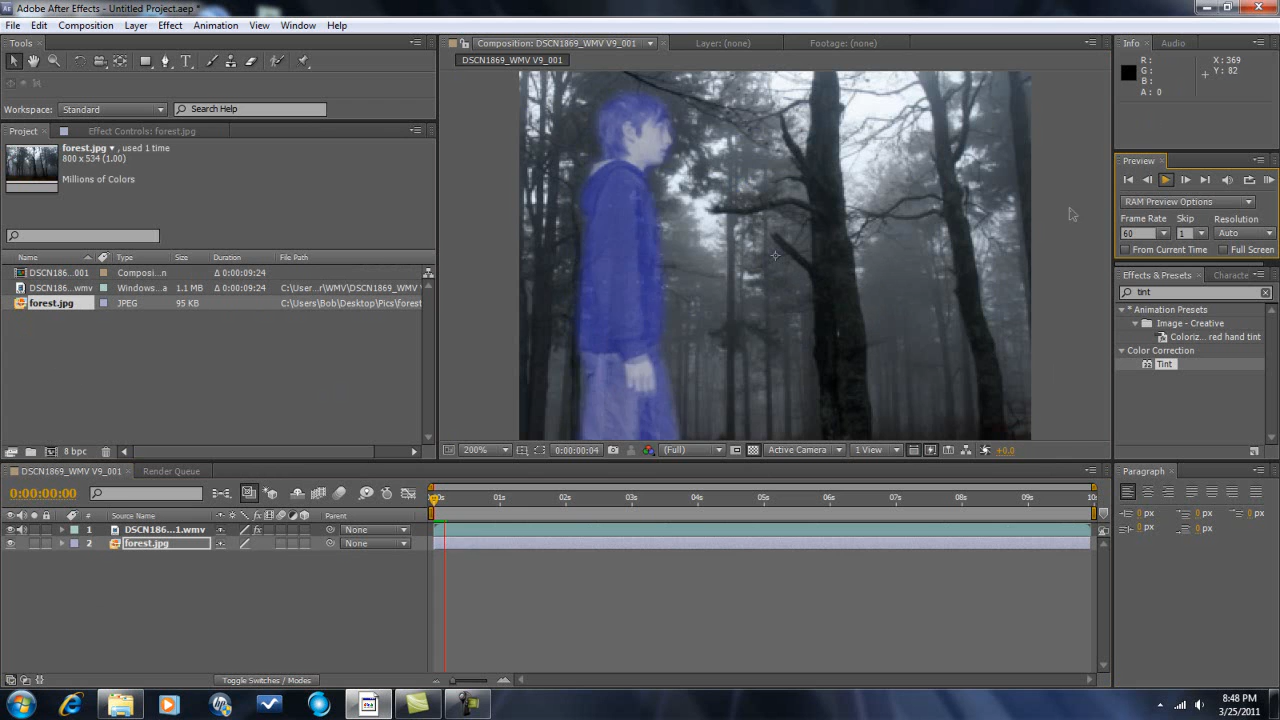 Adobe After Effects - Untitled Project.aep *
File Edit Composition Layer Effect Animation View Window Help
Tools
Workspace: Standard Search Help
Project Effect Controls: forest.jpg
forest.jpg ▾ , used 1 time
800 x 534 (1.00)
Millions of Colors
Name Type Size Duration File Path
DSCN186...001 Composi...n Δ 0:00:09:24
DSCN186...wmv Windows...a 1.1 MB Δ 0:00:09:24 C:\User...r\WMV\DSCN1869_WMV V
forest.jpg JPEG 95 KB C:\Users\Bob\Desktop\Pics\forest
8 bpc
Composition: DSCN1869_WMV V9_001 Layer: (none) Footage: (none)
DSCN1869_WMV V9_001
200% 0:00:00:04 (Full) Active Camera 1 View +0.0
Info Audio
R: X: 369
G: Y: 82
B:
A: 0
Preview
RAM Preview Options
Frame Rate Skip Resolution
60 1 Auto
From Current Time Full Screen
Effects & Presets Characte
tint
* Animation Presets
Image - Creative
Coloriz... red hand tint
Color Correction
Tint
DSCN1869_WMV V9_001 Render Queue
0:00:00:00
:00s 01s 02s 03s 04s 05s 06s 07s 08s 09s 10s
# Source Name Parent
1 DSCN186...1.wmv None
2 forest.jpg None
Toggle Switches / Modes
Paragraph
0 px 0 px 0 px
0 px 0 px
8:48 PM
3/25/2011